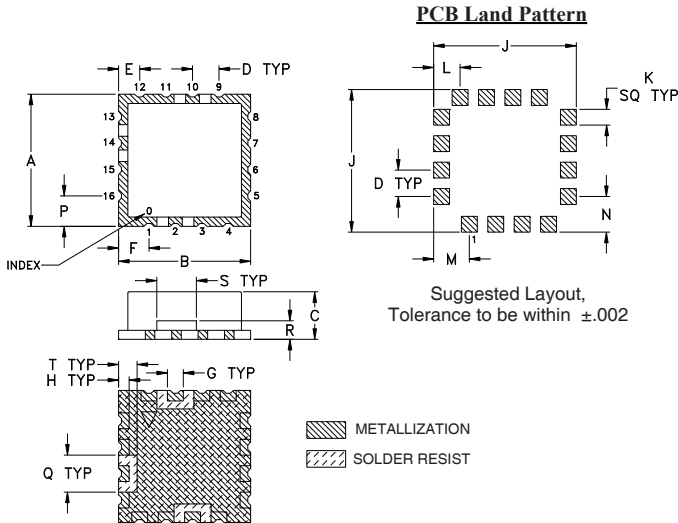 PCB Land Pattern
E
D TYP
12 11 10 9
13
14
15
16
8
7
6
5
A
P
0
1 2 3 4
F
B
INDEX
J
L
K
SQ TYP
J
D TYP
N
1
M
Suggested Layout,
Tolerance to be within ±.002
S TYP
C
R
T TYP
H TYP
G TYP
Q TYP
METALLIZATION
SOLDER RESIST